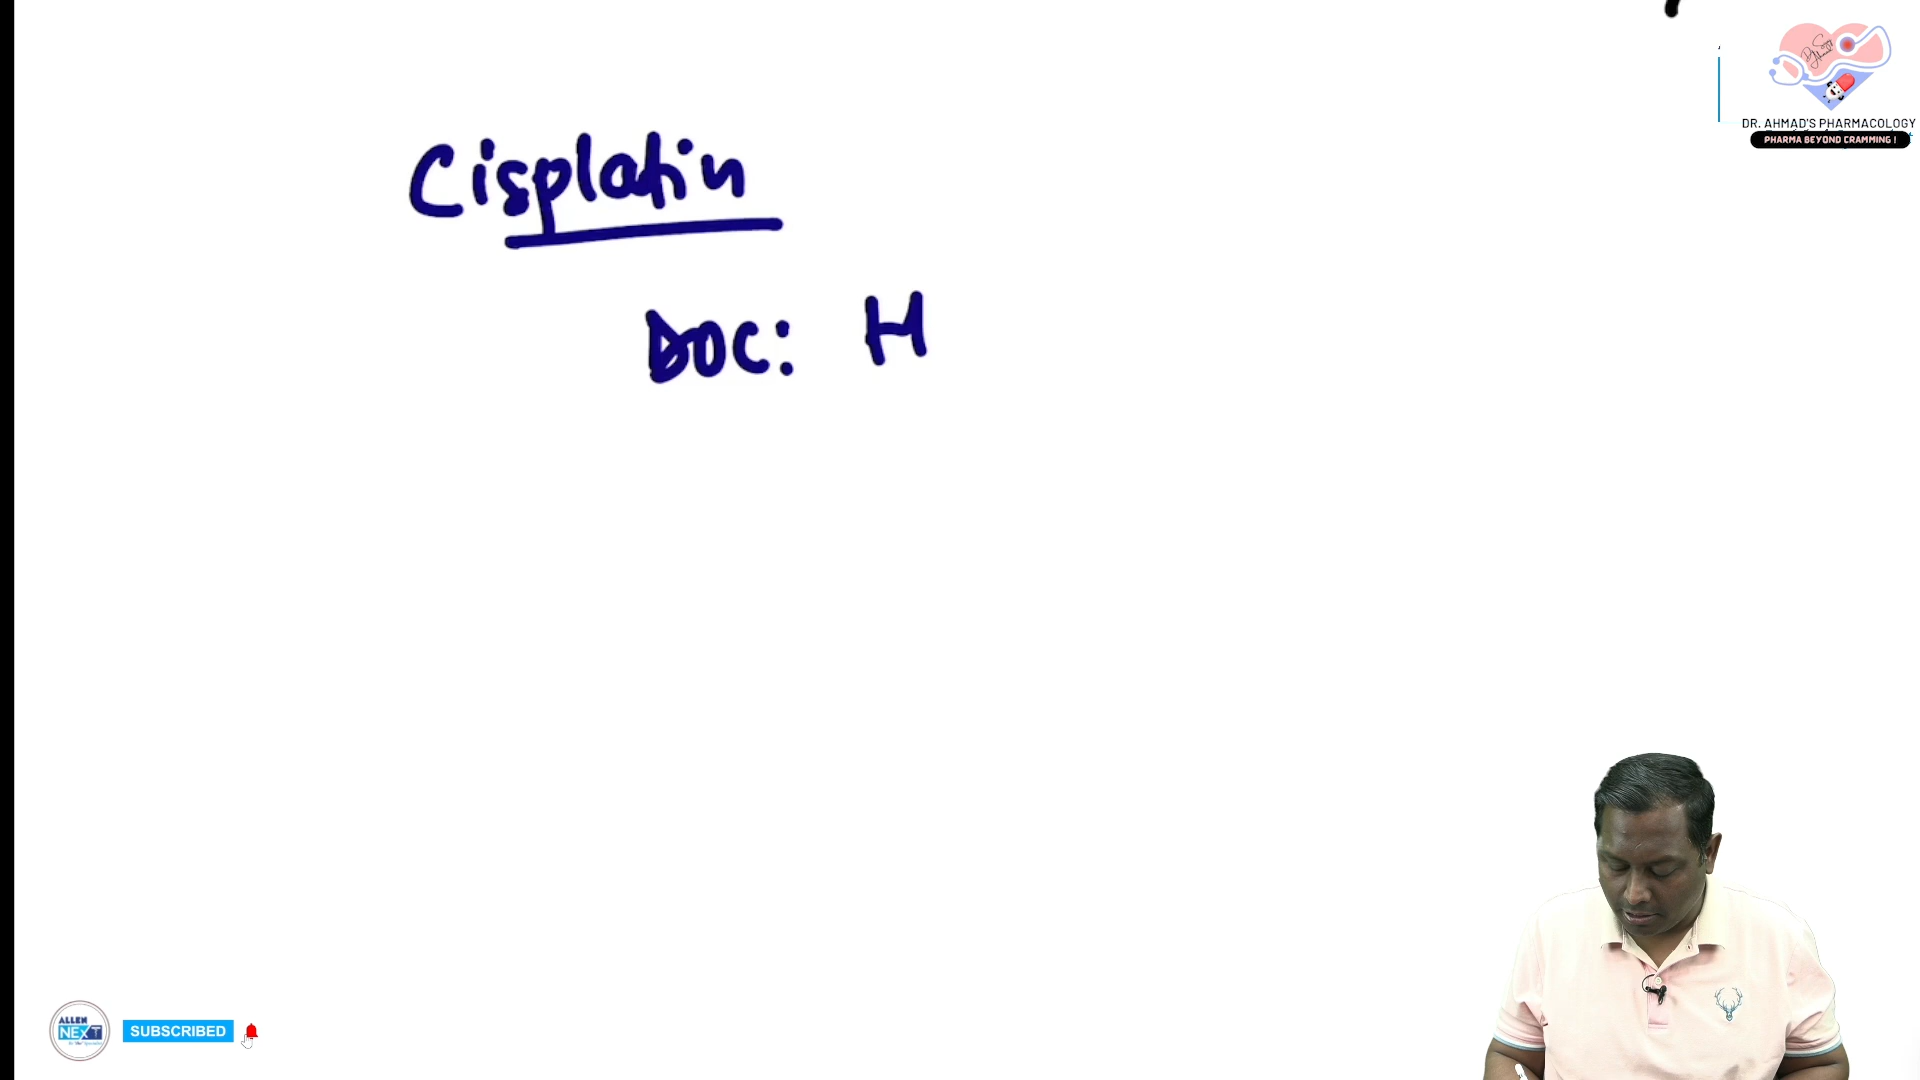 Cisplatin
DOC: H
DR. AHMAD'S PHARMACOLOGY
PHARMA BEYOND CRAMMING !
ALLEN
NEXT
SUBSCRIBED